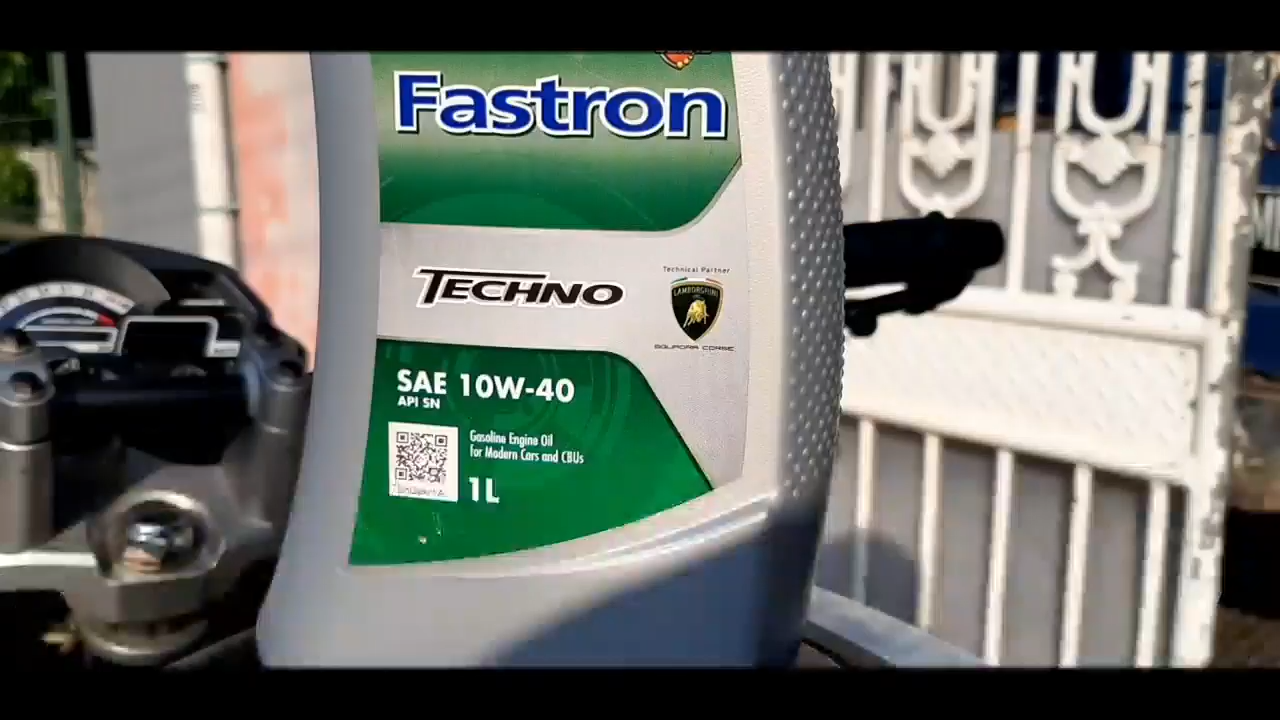 Fastron
TECHNO
Technical Partner
LAMBORGHINI
SQUADRA CORSE
SAE 10W-40
API SN
Gasoline Engine Oil
For Modern Cars and CBUs
1L